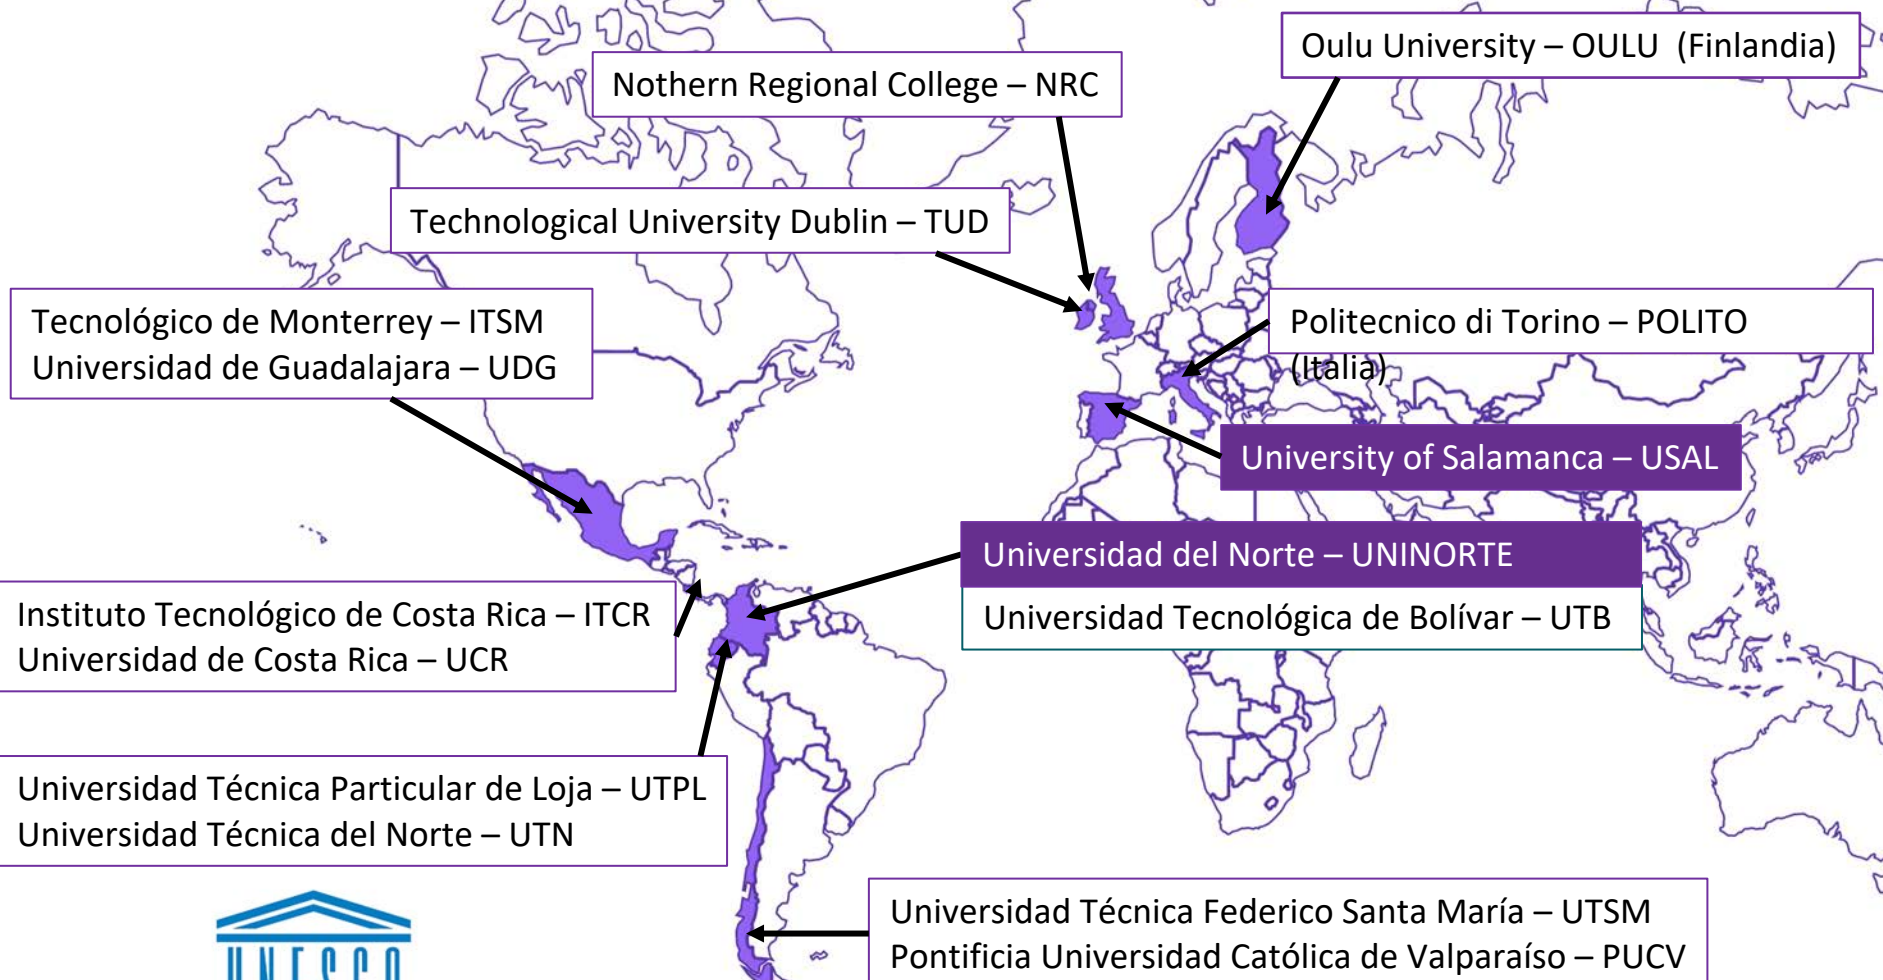 Oulu University – OULU (Finlandia)
Nothern Regional College – NRC
Technological University Dublin – TUD
Tecnológico de Monterrey – ITSM
Universidad de Guadalajara – UDG
Politecnico di Torino – POLITO
(Italia)
University of Salamanca – USAL
Universidad del Norte – UNINORTE
Universidad Tecnológica de Bolívar – UTB
Instituto Tecnológico de Costa Rica – ITCR
Universidad de Costa Rica – UCR
Universidad Técnica Particular de Loja – UTPL
Universidad Técnica del Norte – UTN
Universidad Técnica Federico Santa María – UTSM
Pontificia Universidad Católica de Valparaíso – PUCV
UNESCO